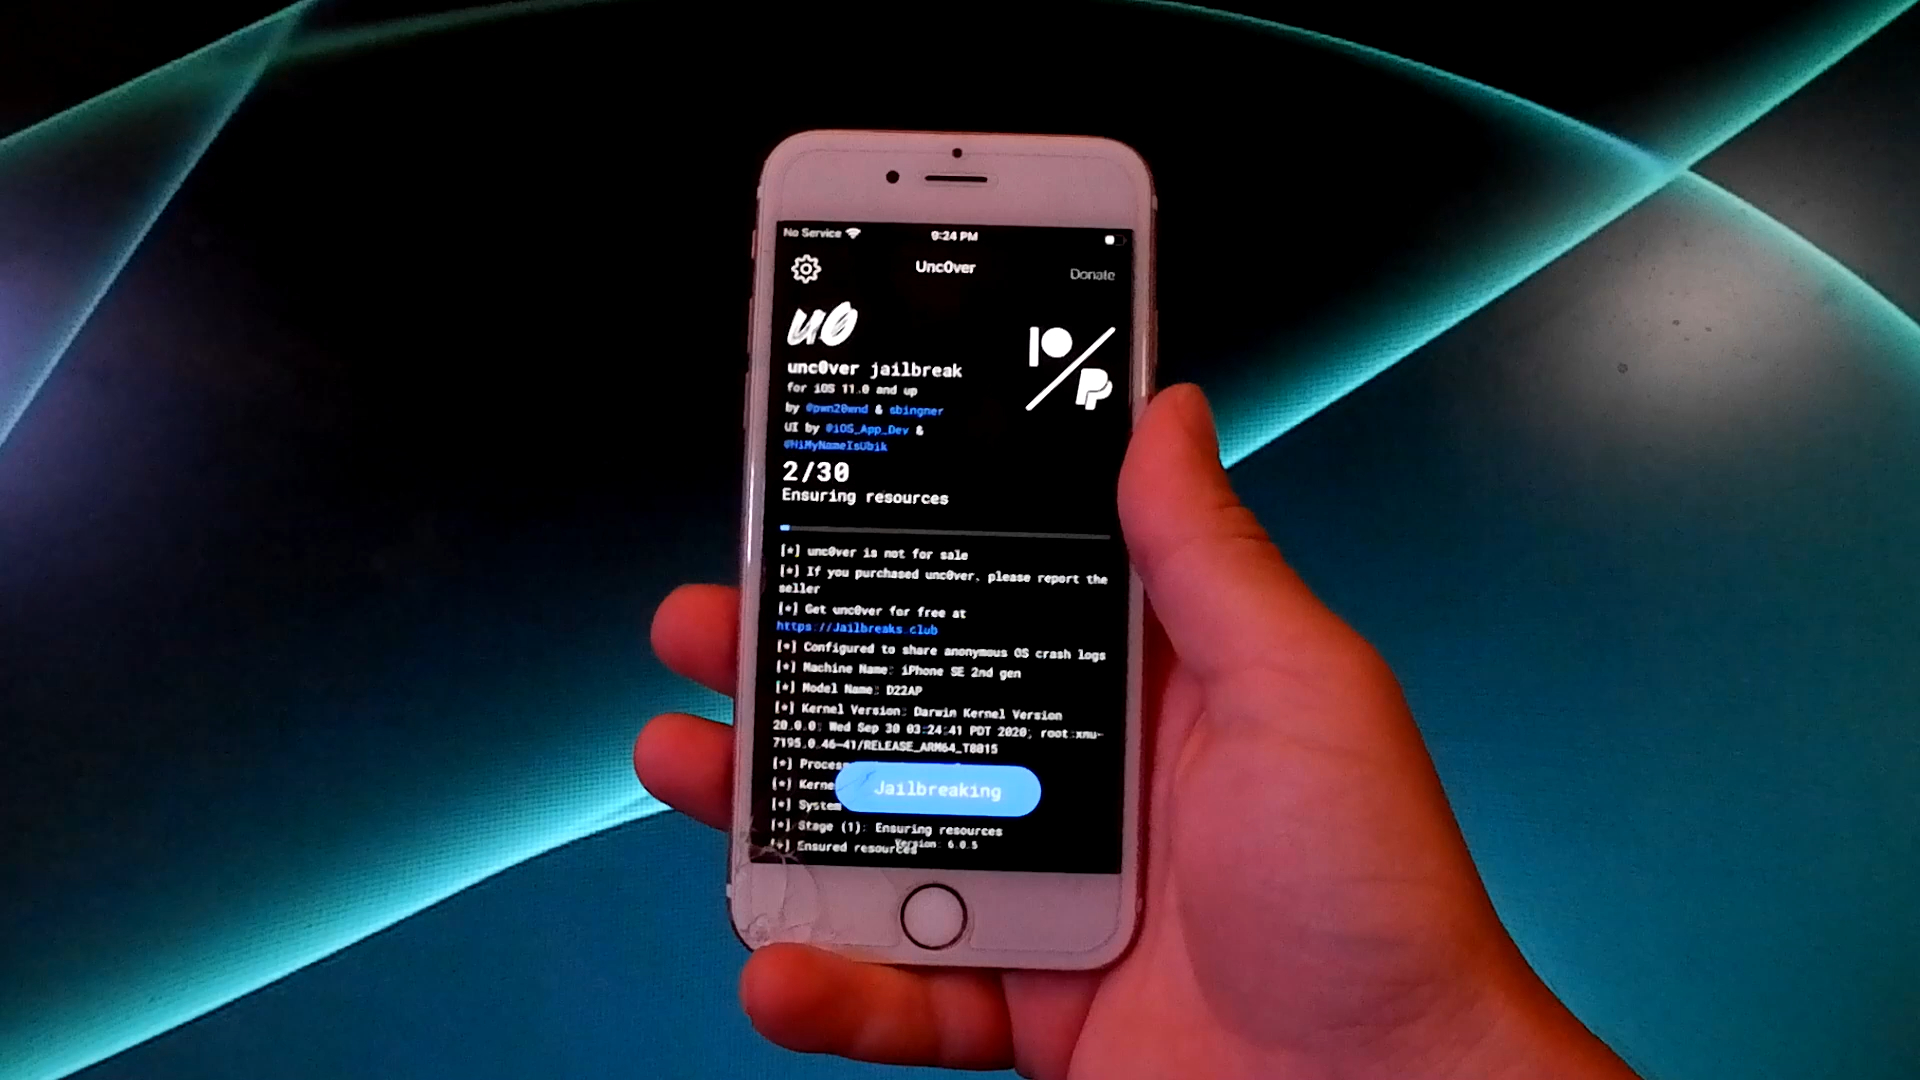 No Service 9:24 PM
Unc0ver Donate
u0
unc0ver jailbreak
for iOS 11.0 and up
by @pwn20wnd & sbingner
UI by @iOS_App_Dev &
@HiMyNameIsUbik
2/30
Ensuring resources
[*] unc0ver is not for sale
[*] If you purchased unc0ver, please report the
seller
[*] Get unc0ver for free at
https://Jailbreaks.club
[*] Configured to share anonymous OS crash logs
[*] Machine Name: iPhone SE 2nd gen
[*] Model Name: D22AP
[*] Kernel Version: Darwin Kernel Version
20.0.0: Wed Sep 30 03:24:41 PDT 2020; root:xnu-
7195.0.46~41/RELEASE_ARM64_T8015
[*] Proces
[*] Kerne
[*] System
Jailbreaking
[*] Stage (1): Ensuring resources
[*] Ensured resources
Version: 6.0.5